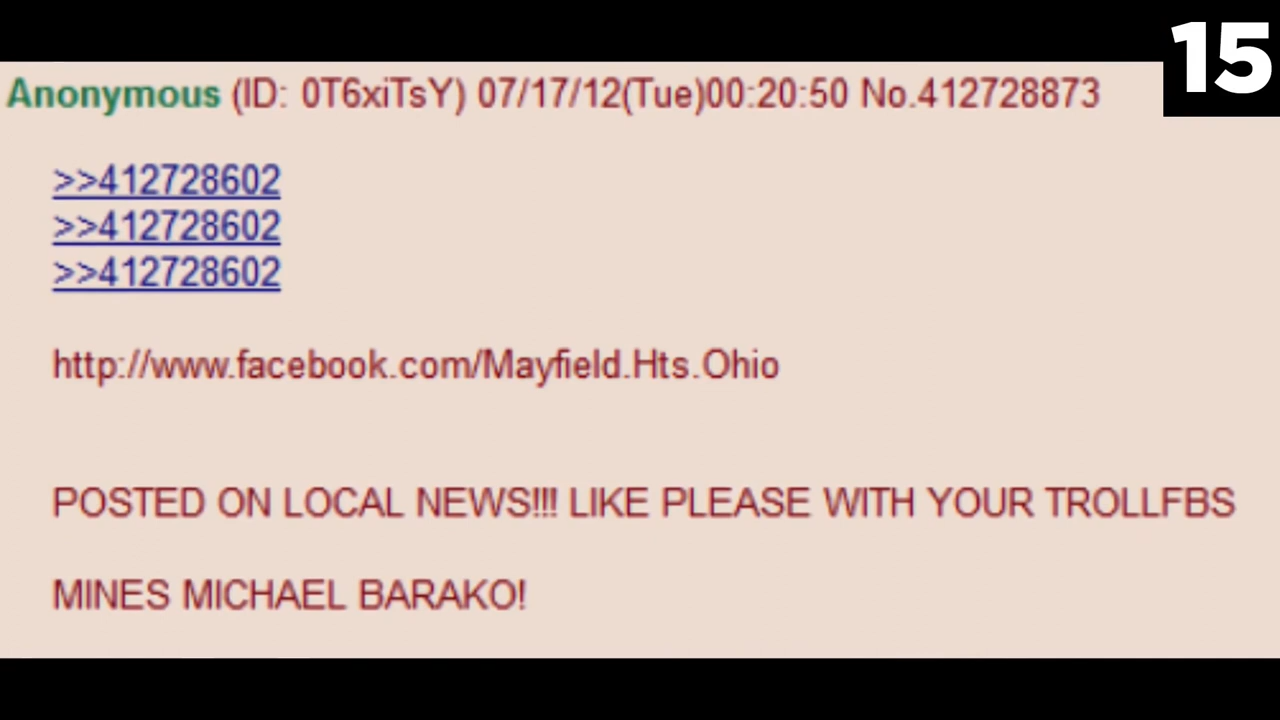 15
Anonymous (ID: 0T6xiTsY) 07/17/12(Tue)00:20:50 No.412728873
>>412728602
>>412728602
>>412728602
http://www.facebook.com/Mayfield.Hts.Ohio
POSTED ON LOCAL NEWS!!! LIKE PLEASE WITH YOUR TROLLFBS
MINES MICHAEL BARAKO!